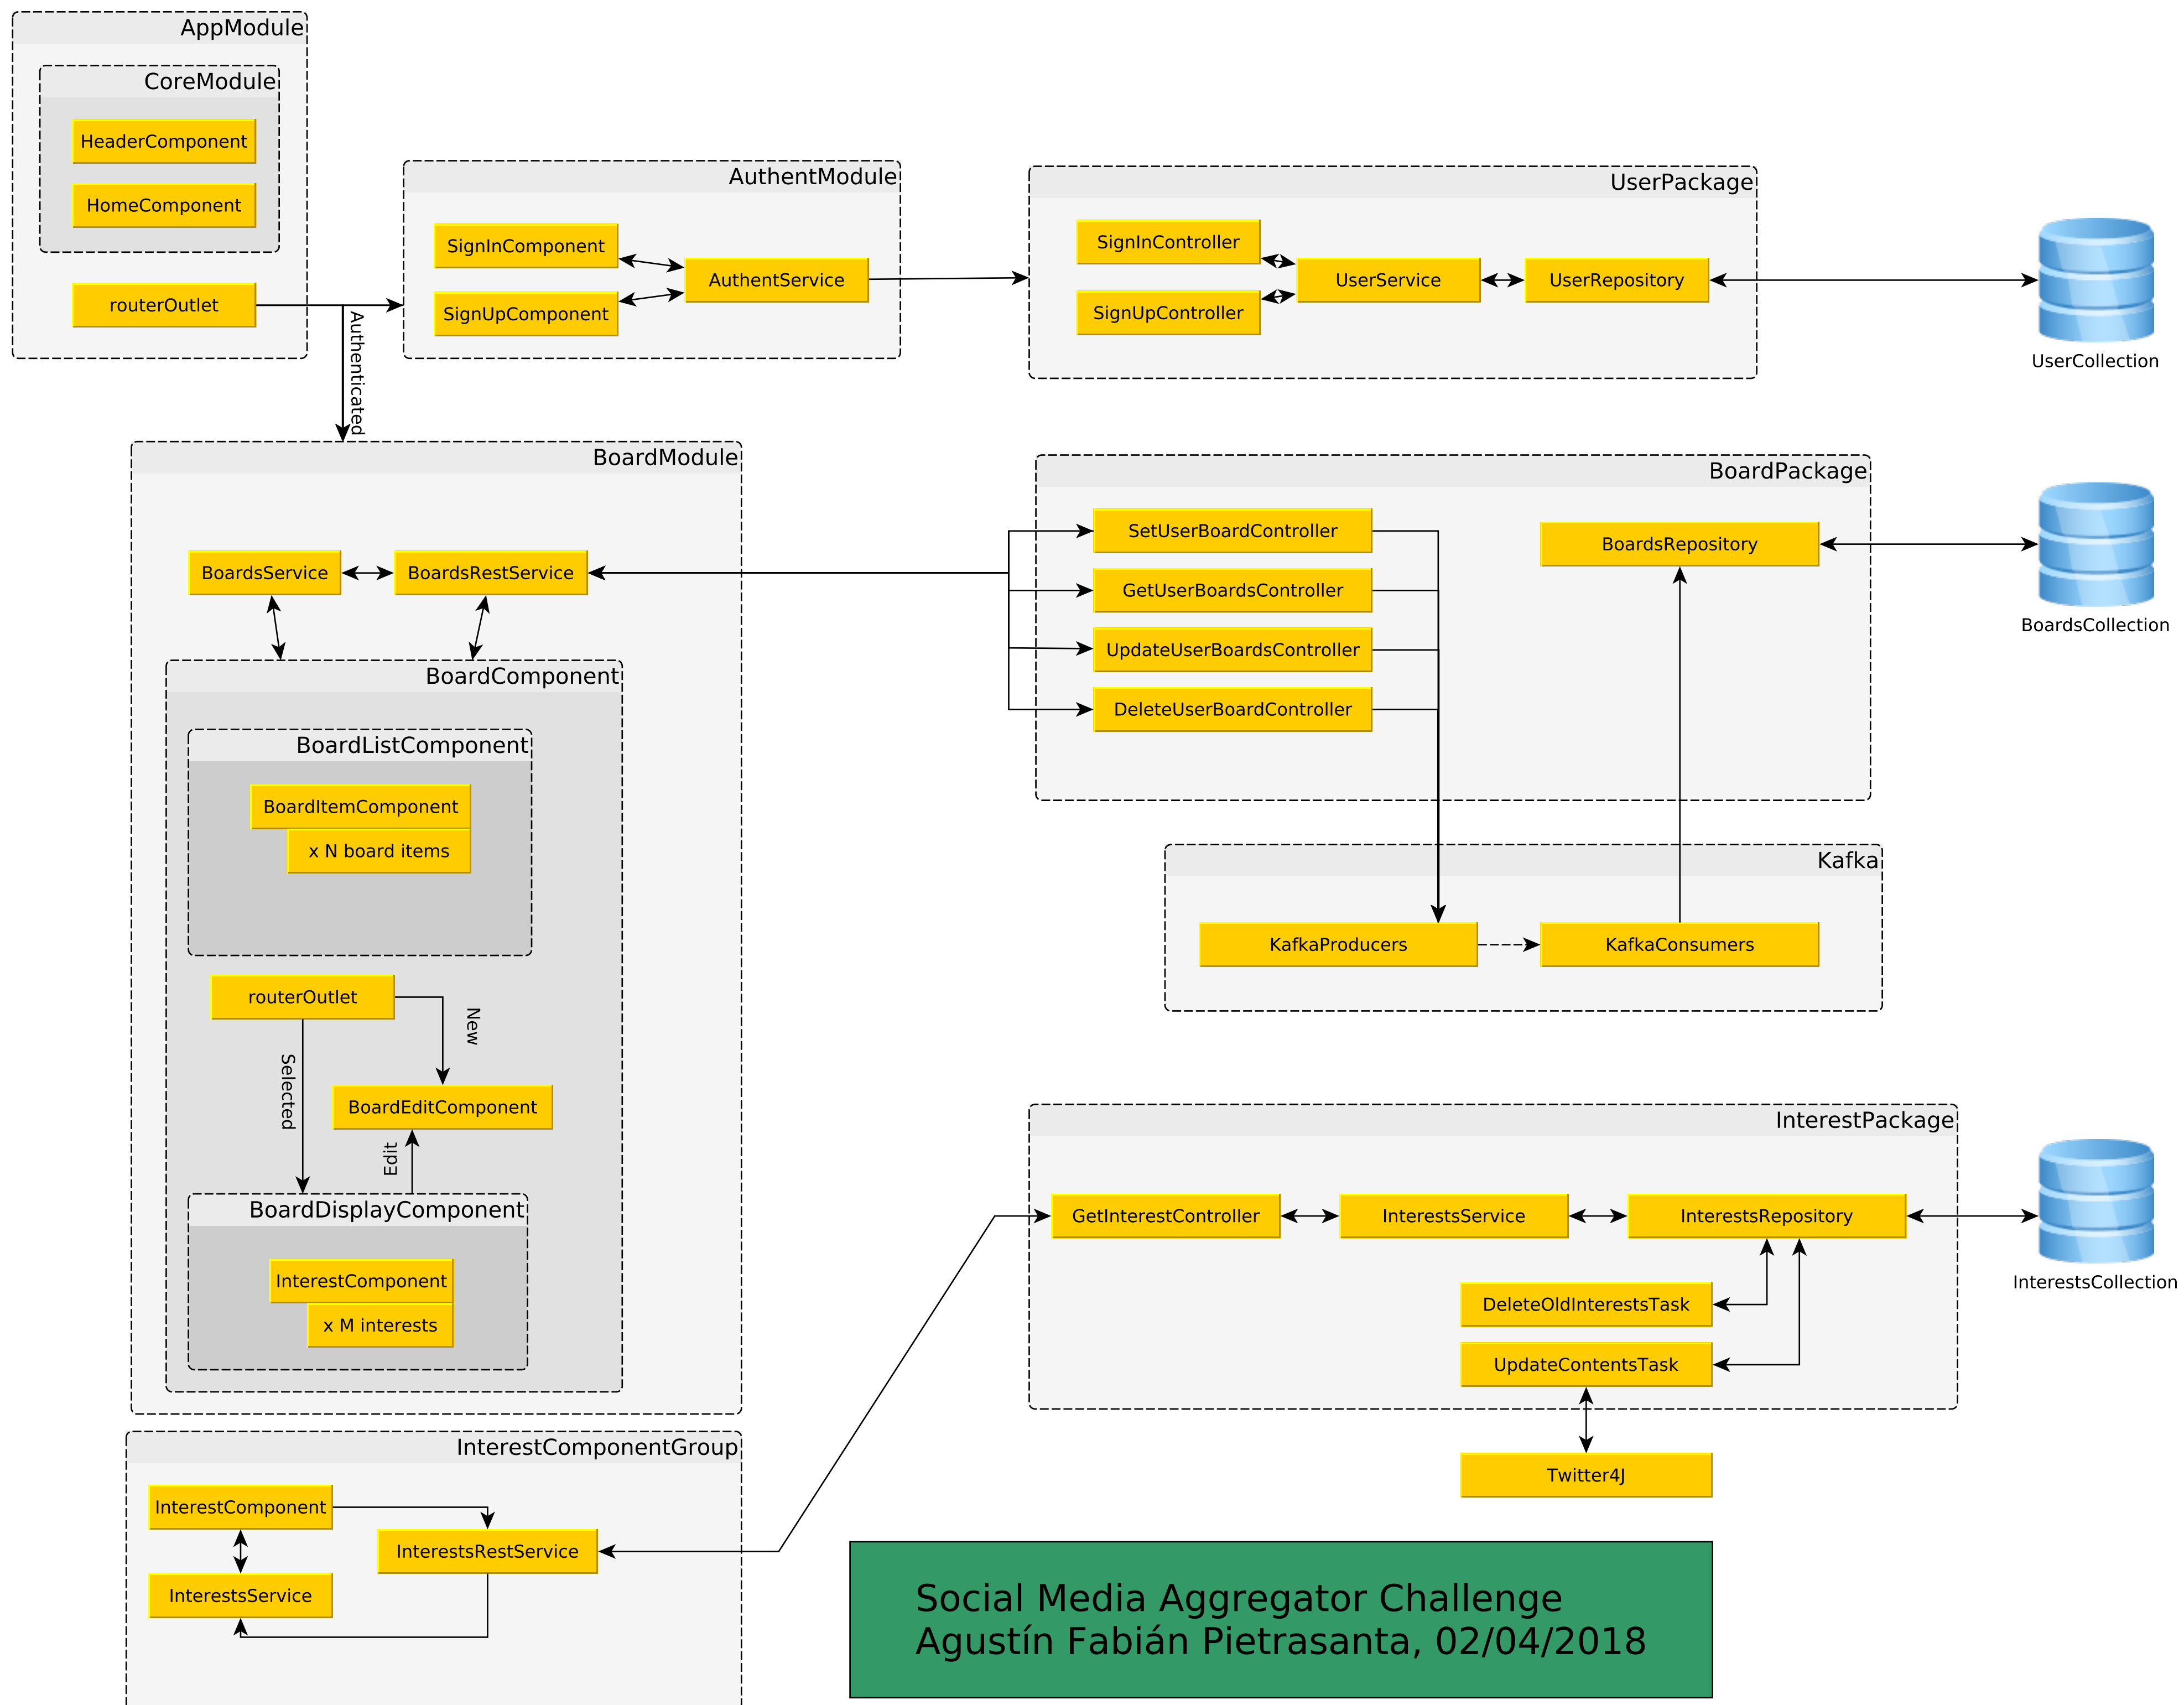 AppModule
CoreModule
HeaderComponent
HomeComponent
routerOutlet
Authenticated
AuthentModule
SignInComponent
SignUpComponent
AuthentService
UserPackage
SignInController
SignUpController
UserService
UserRepository
UserCollection
BoardModule
BoardsService
BoardsRestService
BoardComponent
BoardListComponent
BoardItemComponent
x N board items
routerOutlet
New
Selected
BoardEditComponent
Edit
BoardDisplayComponent
InterestComponent
x M interests
BoardPackage
SetUserBoardController
GetUserBoardsController
UpdateUserBoardsController
DeleteUserBoardController
BoardsRepository
BoardsCollection
Kafka
KafkaProducers
KafkaConsumers
InterestPackage
GetInterestController
InterestsService
InterestsRepository
DeleteOldInterestsTask
UpdateContentsTask
InterestsCollection
Twitter4J
InterestComponentGroup
InterestComponent
InterestsRestService
InterestsService
Social Media Aggregator Challenge
Agustín Fabián Pietrasanta, 02/04/2018